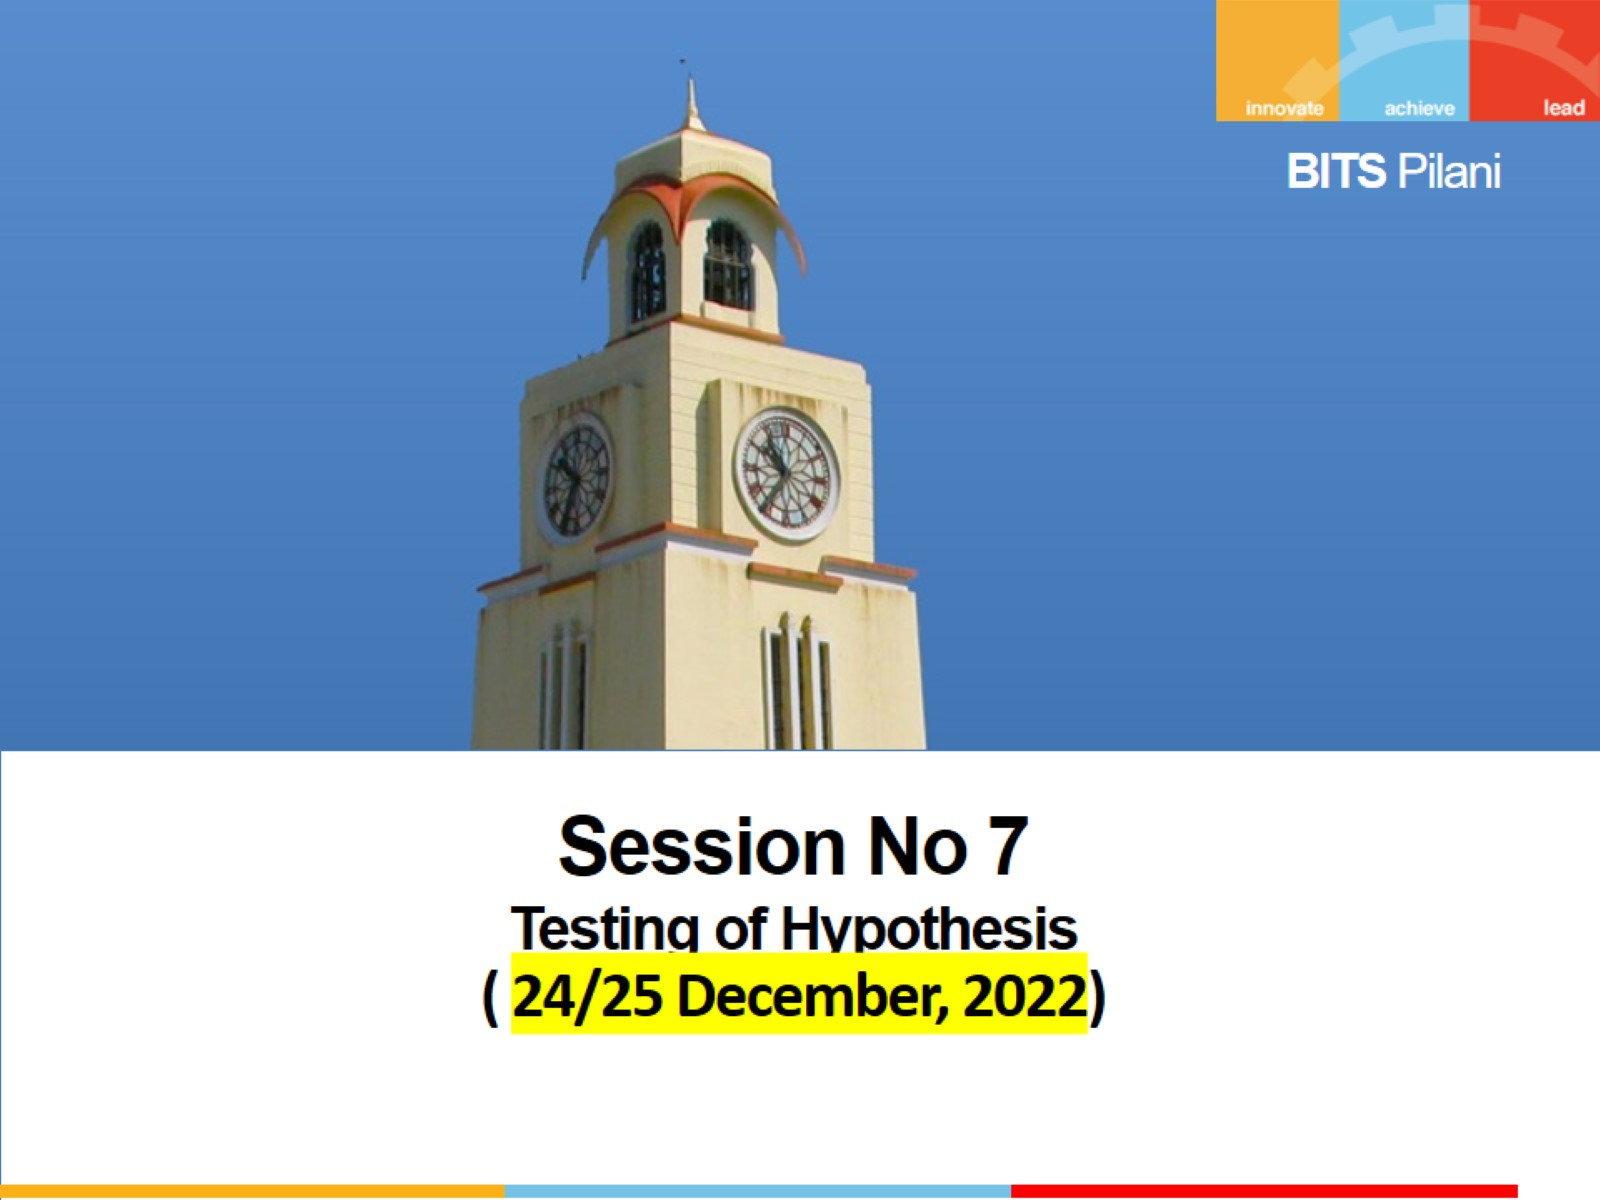 innovate achieve lead
BITS Pilani
Session No 7
Testing of Hypothesis
( 24/25 December, 2022)